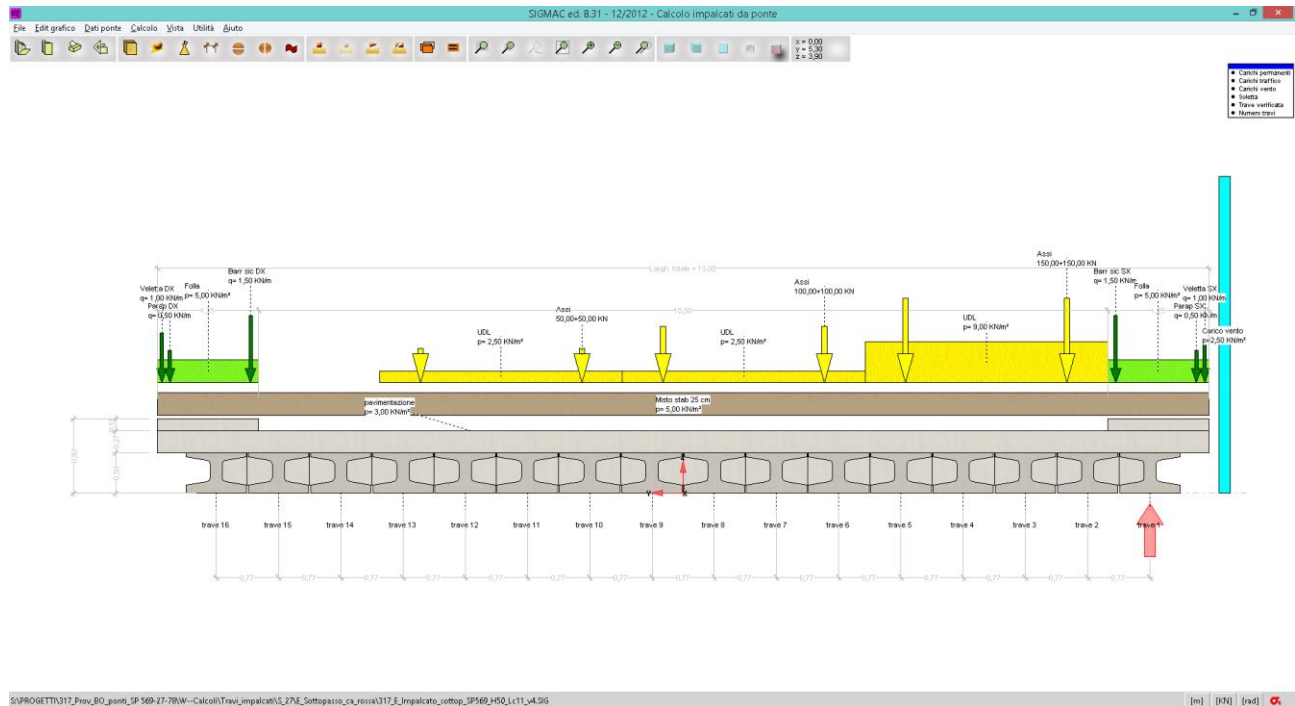 SIGMAC ed. 8.31 - 12/2012 - Calcolo impalcati da ponte
File Edit grafico Dati ponte Calcolo Vista Utilità Aiuto
x = 0,00
y = 5,30
z = 3,90
Carichi permanenti
Carichi traffico
Carichi vento
Soletta
Trave verificata
Numero travi
Largh. totale = 13,00
10,50
Veletta DX
q= 1,00 KN/m
Parap DX
q= 0,50 KN/m
Folla
p= 5,00 KN/m²
Barr sic DX
q= 1,50 KN/m
UDL
p= 2,50 KN/m²
Assi
50,00+50,00 KN
UDL
p= 2,50 KN/m²
Assi
100,00+100,00 KN
UDL
p= 9,00 KN/m²
Assi
150,00+150,00 KN
Barr sic SX
q= 1,50 KN/m
Folla
p= 5,00 KN/m²
Veletta SX
q= 1,00 KN/m
Parap SX
q= 0,50 KN/m
Carico vento
p=2,50 KN/m²
pavimentazione
p= 3,00 KN/m²
Misto stab 25 cm
p= 5,00 KN/m²
0,50
Z
Y X
trave 16 trave 15 trave 14 trave 13 trave 12 trave 11 trave 10 trave 9 trave 8 trave 7 trave 6 trave 5 trave 4 trave 3 trave 2 trave 1
0,77 0,77 0,77 0,77 0,77 0,77 0,77 0,77 0,77 0,77 0,77 0,77 0,77 0,77 0,77
S:\PROGETTI\317_Prov_BO_ponti_SP 569-27-78\W--Calcoli\Travi_impalcati\S_27\E_Sottopasso_ca_rossa\317_E_Impalcato_sottop_SP569_H50_Lc11_v4.SIG
[m] [KN] [rad]